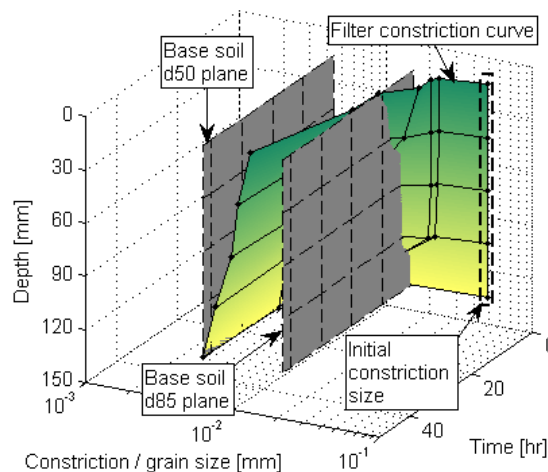 Base soil
d50 plane
Filter constriction curve
0
30
60
90
120
150
Depth [mm]
10-3
10-2
10-1
Constriction / grain size [mm]
Base soil
d85 plane
Initial
constriction
size
0
20
40
Time [hr]